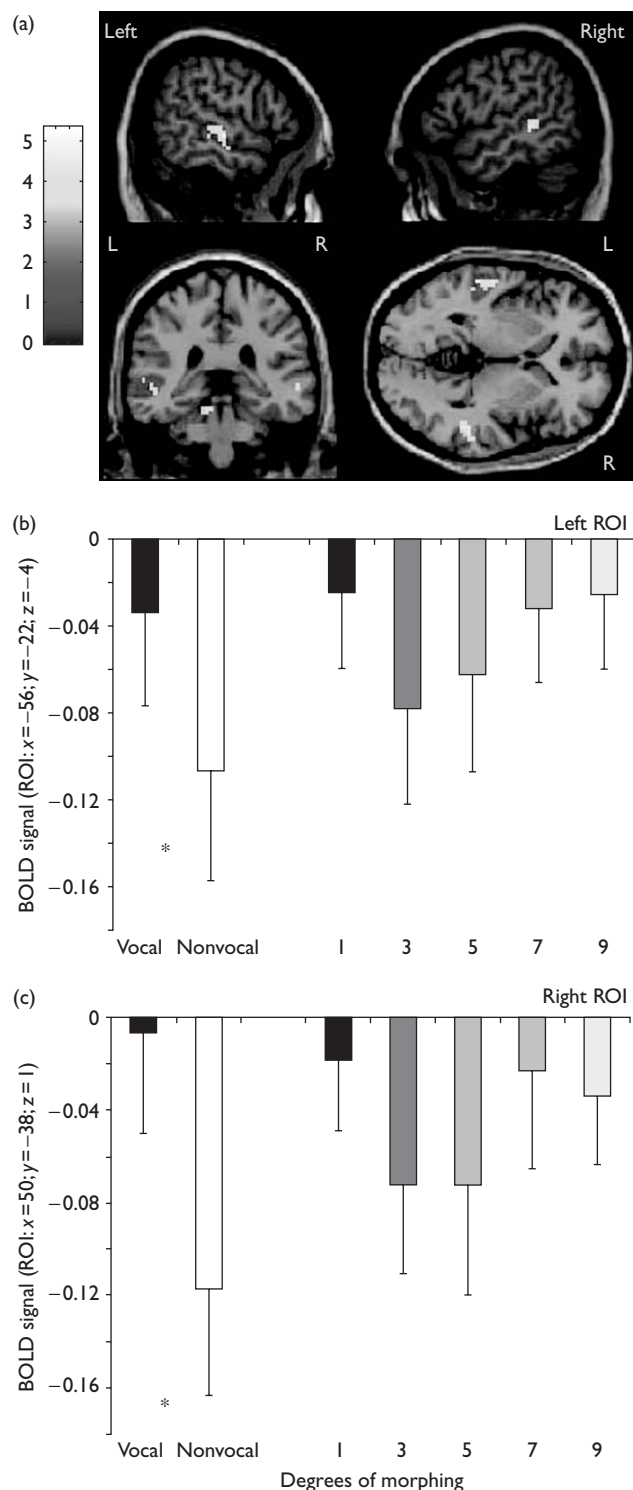 (a)
Left
Right
5
4
3
2
1
0
L
R
L
R
(b)
Left ROI
BOLD signal (ROI: x=−56; y=−22; z=−4)
0
−0.04
−0.08
−0.12
−0.16
*
Vocal Nonvocal 1 3 5 7 9
(c)
Right ROI
BOLD signal (ROI: x=50; y=−38; z=1)
0
−0.04
−0.08
−0.12
−0.16
*
Vocal Nonvocal 1 3 5 7 9
Degrees of morphing